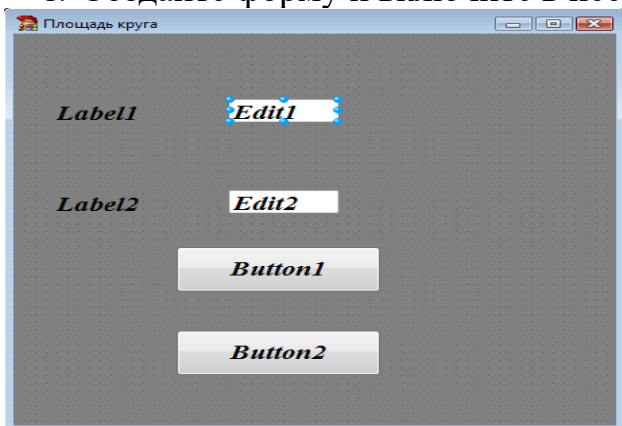 Площадь круга
Label1
Edit1
Label2
Edit2
Button1
Button2